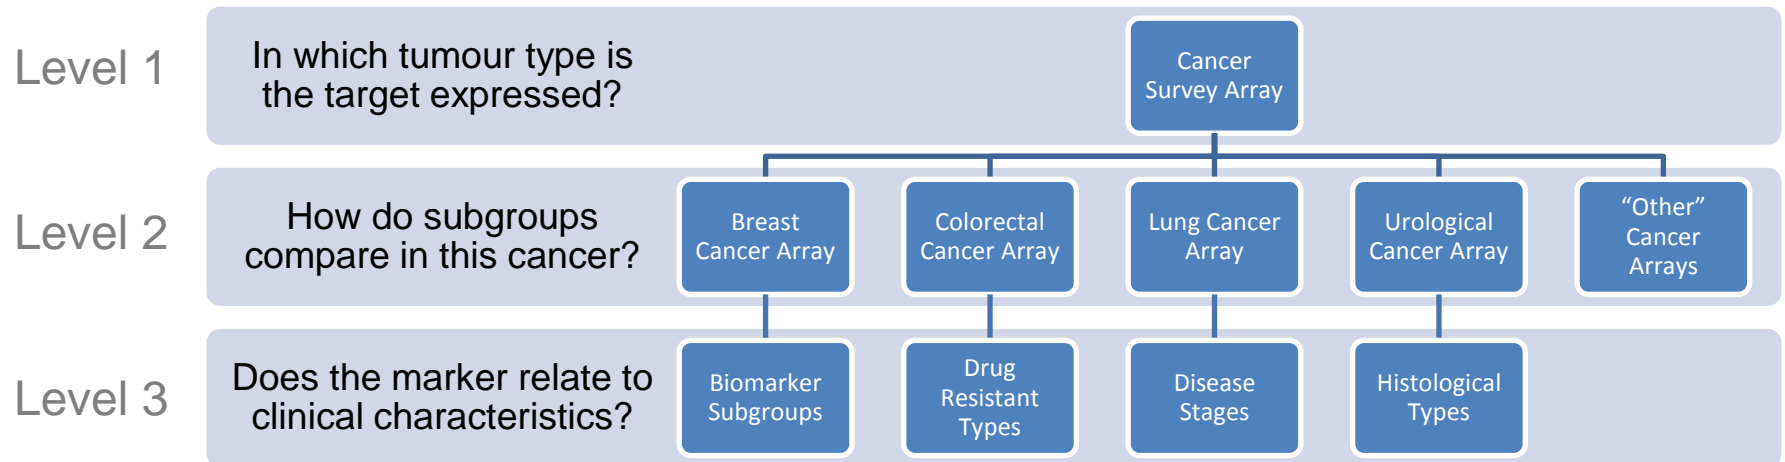 Level 1
In which tumour type is
the target expressed?
Cancer
Survey Array
Level 2
How do subgroups
compare in this cancer?
Breast
Cancer Array
Colorectal
Cancer Array
Lung Cancer
Array
Urological
Cancer Array
“Other”
Cancer
Arrays
Level 3
Does the marker relate to
clinical characteristics?
Biomarker
Subgroups
Drug
Resistant
Types
Disease
Stages
Histological
Types